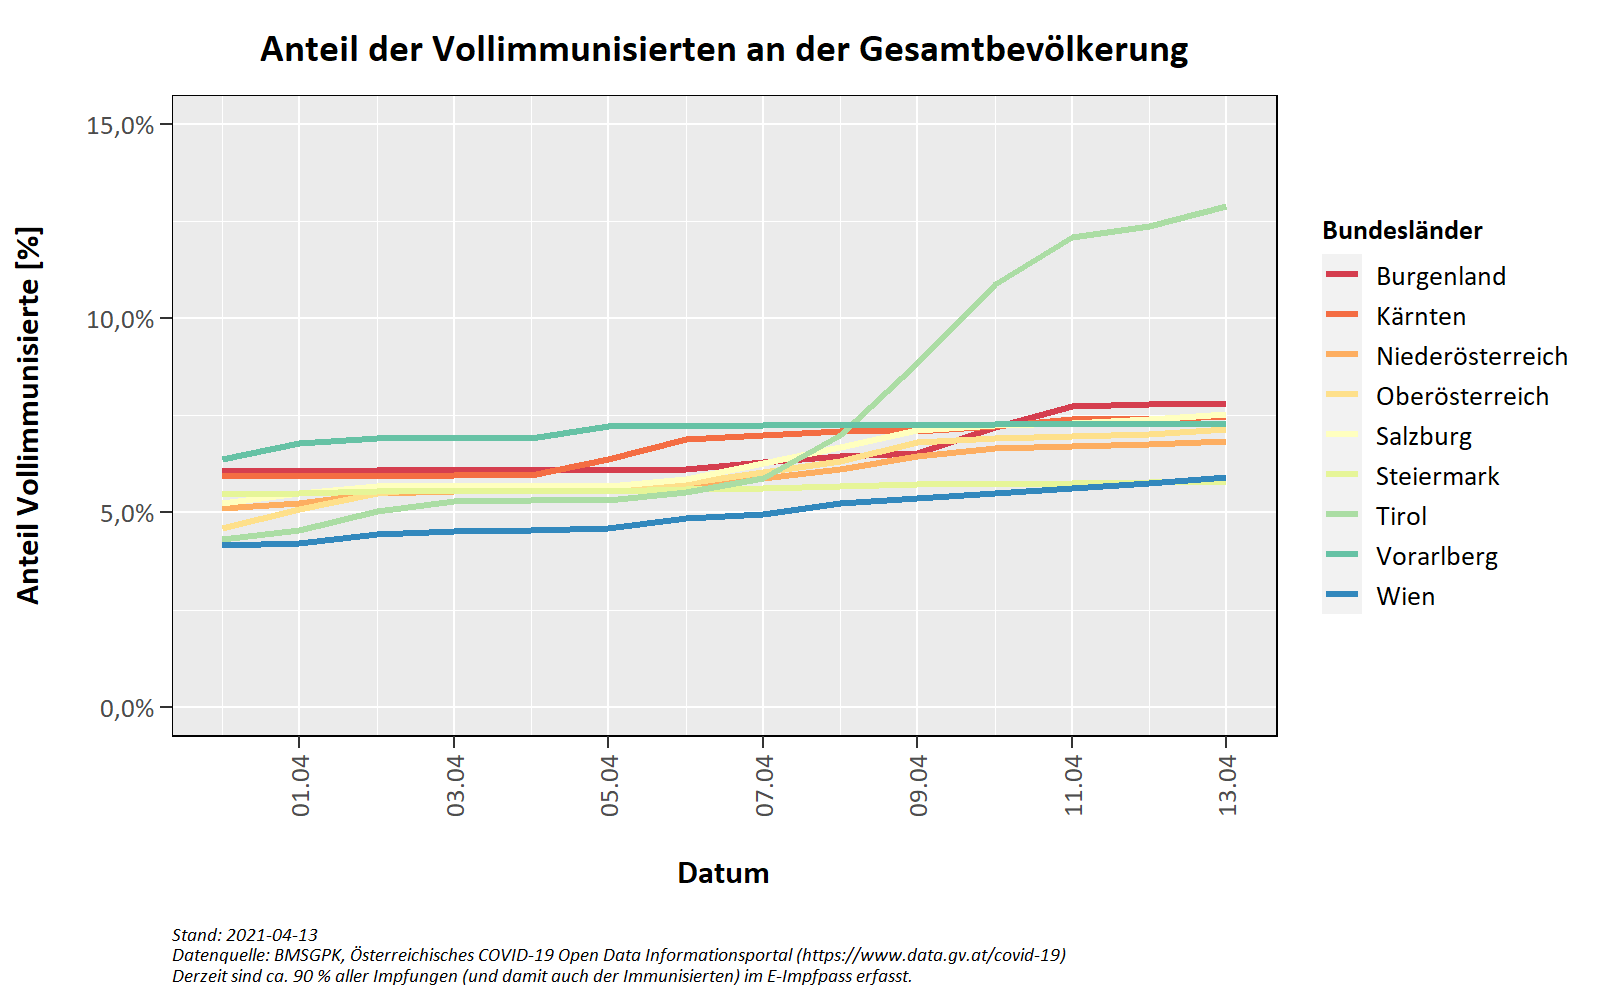 Anteil der Vollimmunisierten an der Gesamtbevölkerung
Anteil Vollimmunisierte [%]
15,0%
10,0%
5,0%
0,0%
01.04
03.04
05.04
07.04
09.04
11.04
13.04
Datum
Bundesländer
Burgenland
Kärnten
Niederösterreich
Oberösterreich
Salzburg
Steiermark
Tirol
Vorarlberg
Wien
Stand: 2021-04-13
Datenquelle: BMSGPK, Österreichisches COVID-19 Open Data Informationsportal (https://www.data.gv.at/covid-19)
Derzeit sind ca. 90 % aller Impfungen (und damit auch der Immunisierten) im E-Impfpass erfasst.